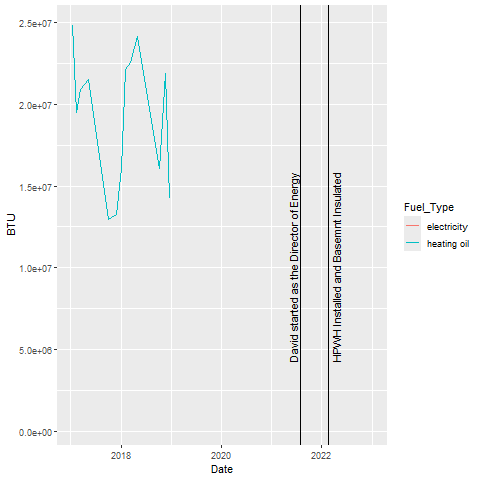 2.5e+07
2.0e+07
1.5e+07
1.0e+07
5.0e+06
0.0e+00
BTU
David started as the Director of Energy
HPWH Installed and Basemnt Insulated
2018
2020
2022
Date
Fuel_Type
electricity
heating oil